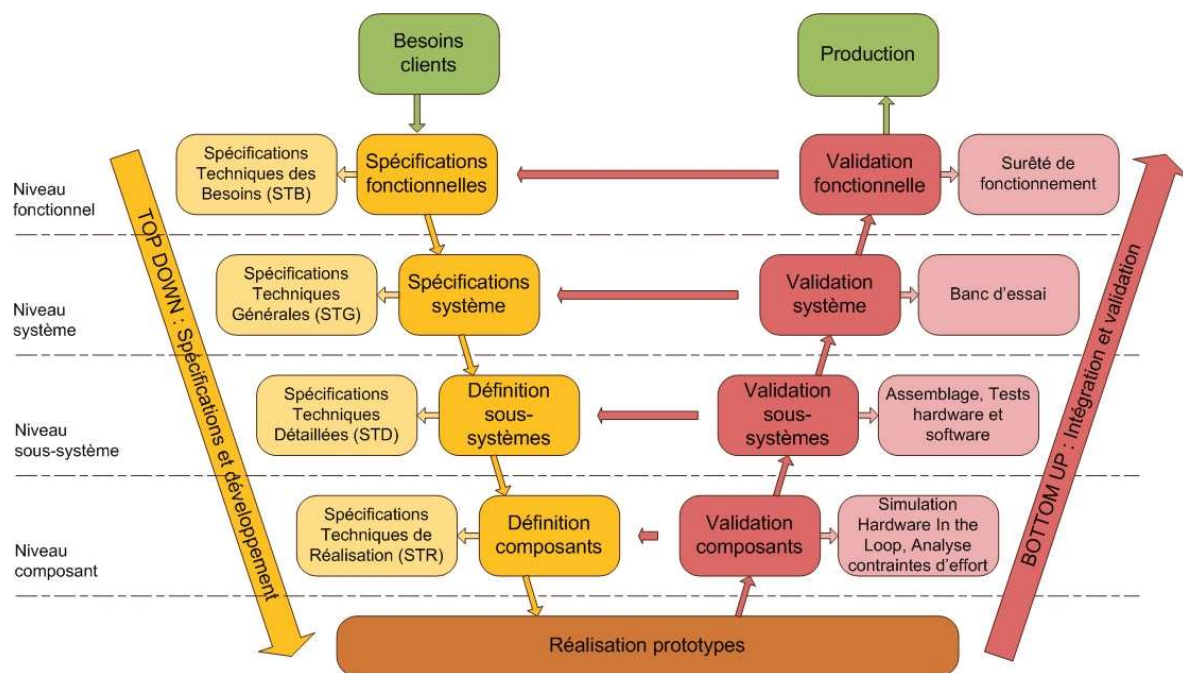 Besoins
clients
Production
Spécifications
Techniques des
Besoins (STB)
Spécifications
fonctionnelles
Validation
fonctionnelle
Surêté de
fonctionnement
Niveau
fonctionnel
Spécifications
Techniques
Générales (STG)
Spécifications
système
Validation
système
Banc d'essai
Niveau
système
Spécifications
Techniques
Détaillées (STD)
Définition
sous-
systèmes
Validation
sous-
systèmes
Assemblage, Tests
hardware et
software
Niveau
sous-système
Spécifications
Techniques de
Réalisation (STR)
Définition
composants
Validation
composants
Simulation
Hardware In the
Loop, Analyse
contraintes d'effort
Niveau
composant
Réalisation prototypes
TOP DOWN : Spécifications et développement
BOTTOM UP : Intégration et validation